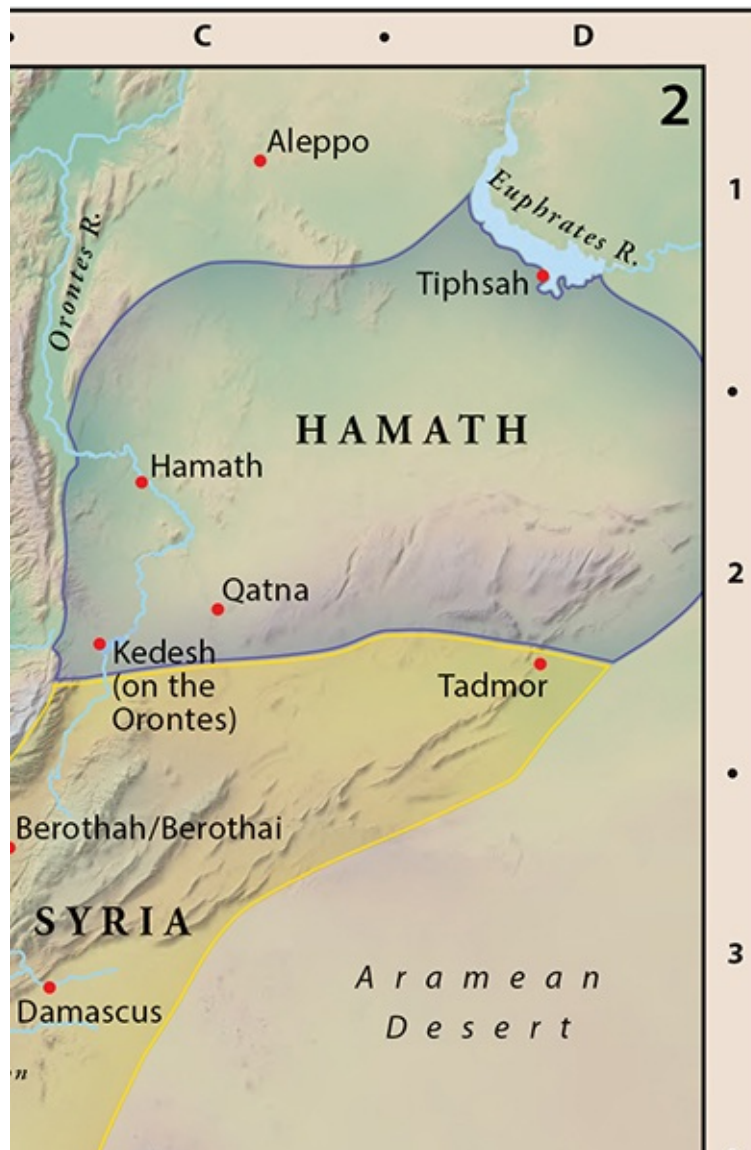 C • D
2
Aleppo
1
Euphrates R.
Orontes R.
Tiphsah
•
HAMATH
Hamath
2
Qatna
Kedesh
(on the
Orontes)
Tadmor
•
Berothah/Berothai
SYRIA
3
Aramean
Desert
Damascus
n